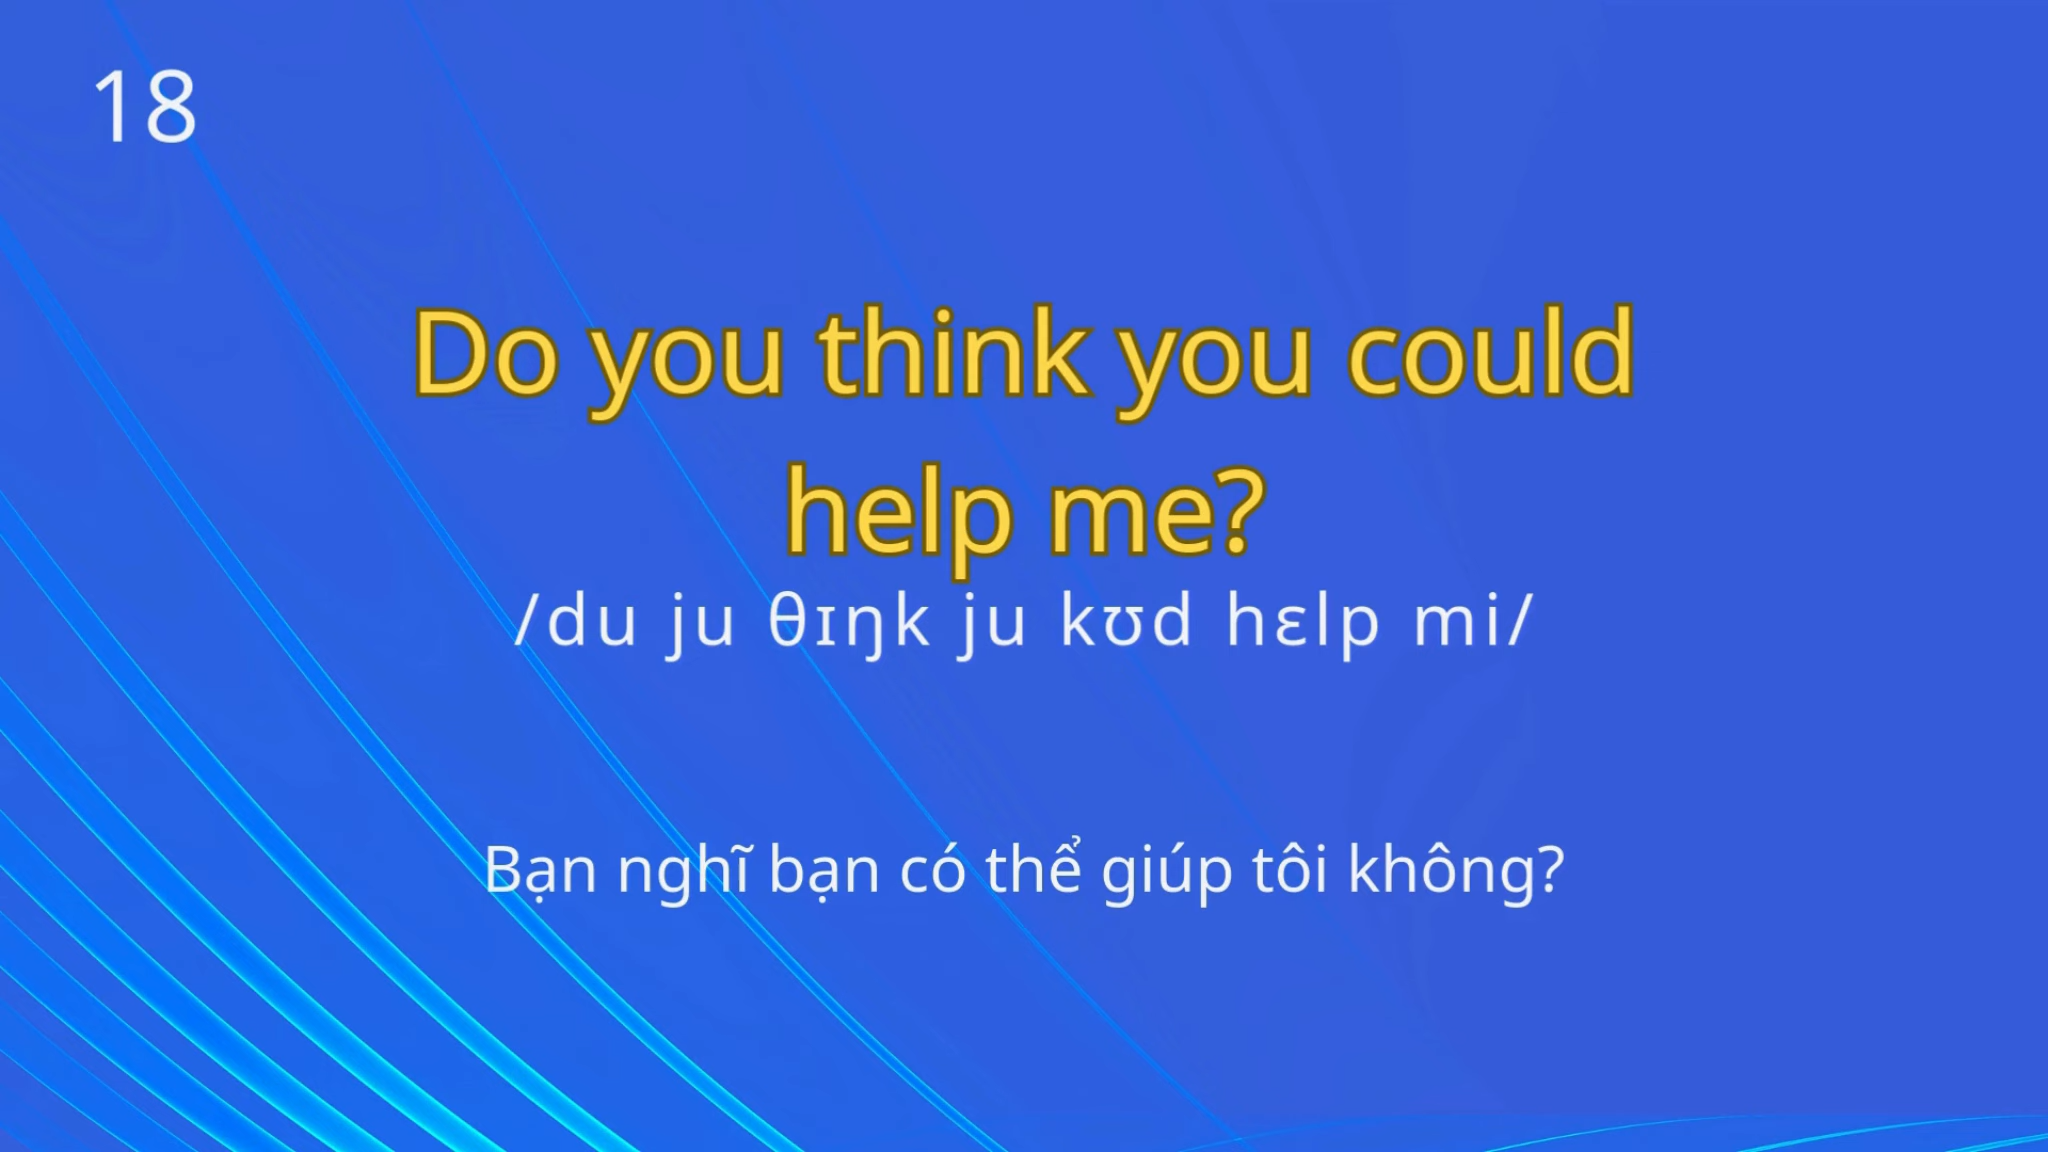 18
Do you think you could
help me?
/du ju θɪŋk ju kʊd hɛlp mi/
Bạn nghĩ bạn có thể giúp tôi không?